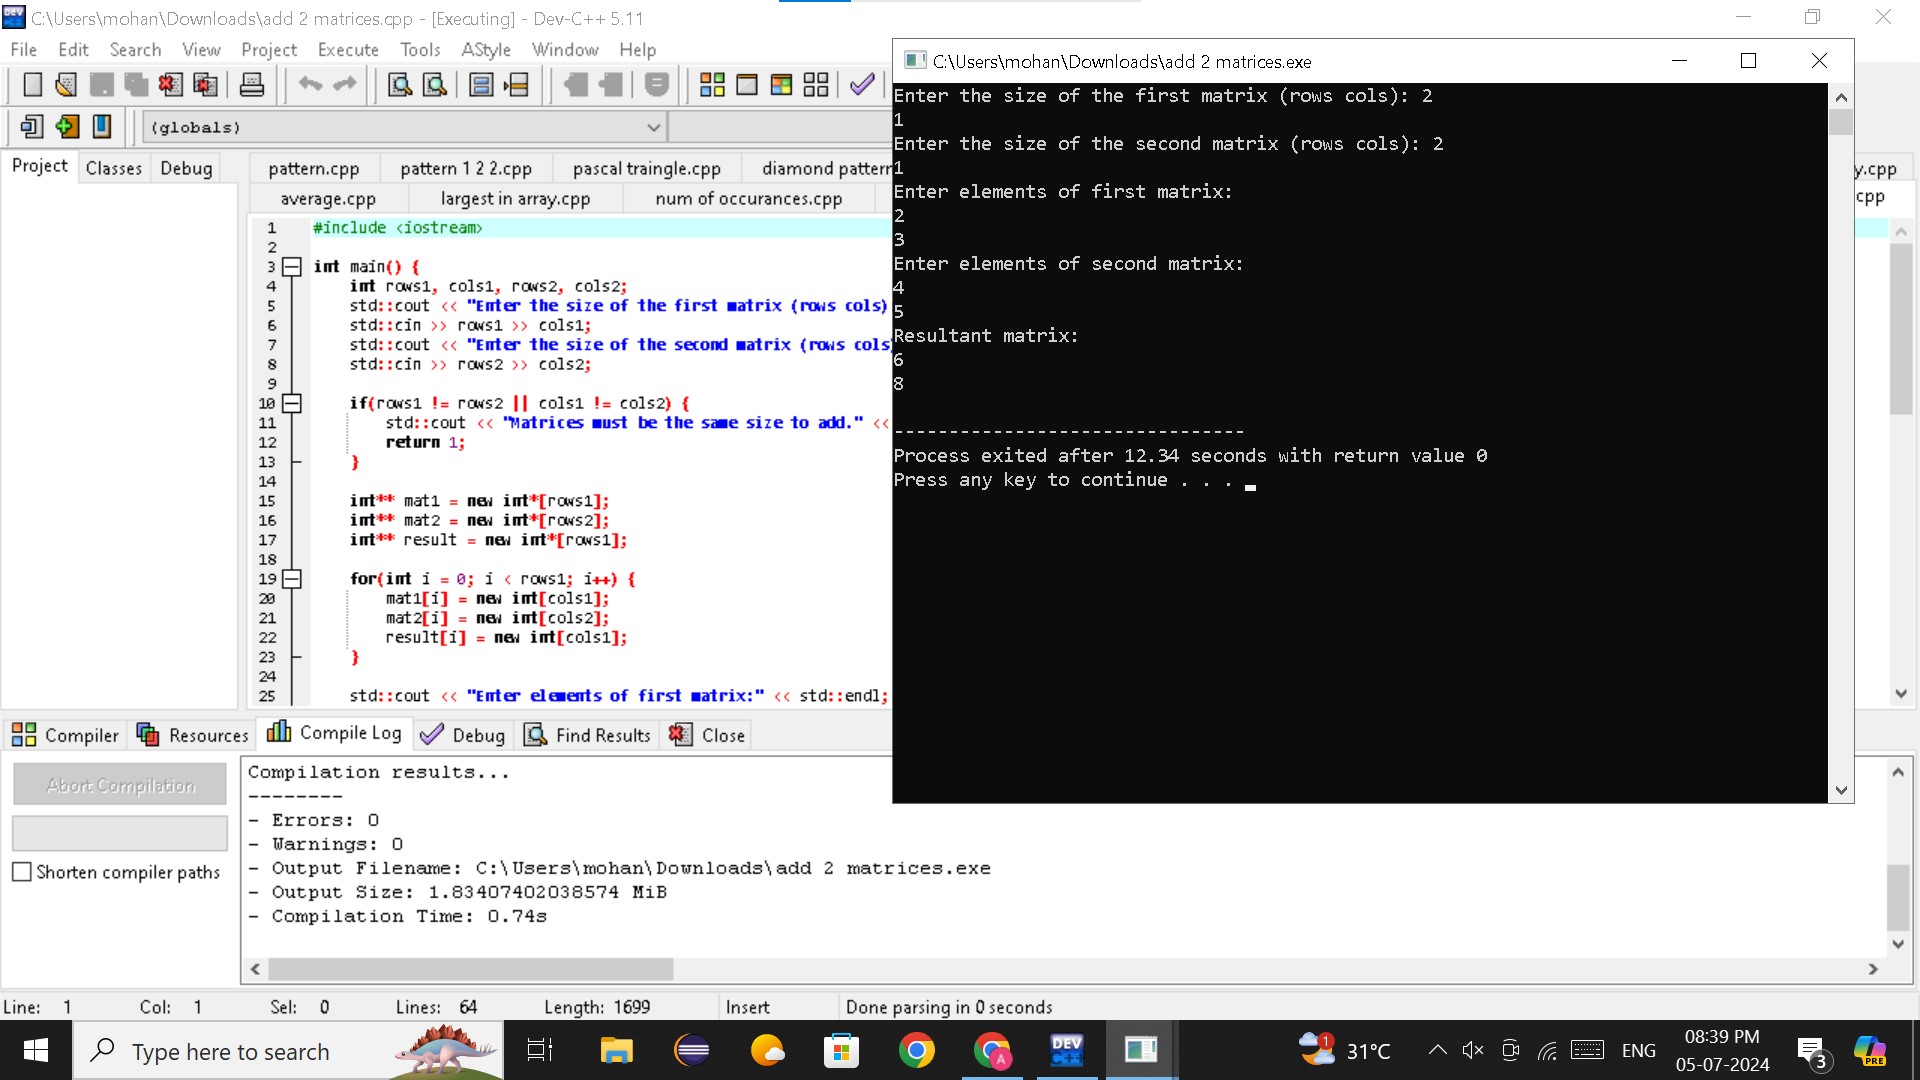 C:\Users\mohan\Downloads\add 2 matrices.cpp - [Executing] - Dev-C++ 5.11
File Edit Search View Project Execute Tools AStyle Window Help
(globals)
Project Classes Debug
pattern.cpp pattern 1 2 2.cpp pascal traingle.cpp diamond pattern y.cpp
average.cpp largest in array.cpp num of occurances.cpp cpp
1 #include <iostream>
2
3 int main() {
4 int rows1, cols1, rows2, cols2;
5 std::cout << "Enter the size of the first matrix (rows cols)
6 std::cin >> rows1 >> cols1;
7 std::cout << "Enter the size of the second matrix (rows cols
8 std::cin >> rows2 >> cols2;
9
10 if(rows1 != rows2 || cols1 != cols2) {
11 std::cout << "Matrices must be the same size to add." <<
12 return 1;
13 }
14
15 int** mat1 = new int*[rows1];
16 int** mat2 = new int*[rows2];
17 int** result = new int*[rows1];
18
19 for(int i = 0; i < rows1; i++) {
20 mat1[i] = new int[cols1];
21 mat2[i] = new int[cols2];
22 result[i] = new int[cols1];
23 }
24
25 std::cout << "Enter elements of first matrix:" << std::endl;
C:\Users\mohan\Downloads\add 2 matrices.exe
Enter the size of the first matrix (rows cols): 2
1
Enter the size of the second matrix (rows cols): 2
1
Enter elements of first matrix:
2
3
Enter elements of second matrix:
4
5
Resultant matrix:
6
8
--------------------------------
Process exited after 12.34 seconds with return value 0
Press any key to continue . . .
Compiler Resources Compile Log Debug Find Results Close
Abort Compilation
Shorten compiler paths
Compilation results...
--------
- Errors: 0
- Warnings: 0
- Output Filename: C:\Users\mohan\Downloads\add 2 matrices.exe
- Output Size: 1.83407402038574 MiB
- Compilation Time: 0.74s
Line: 1 Col: 1 Sel: 0 Lines: 64 Length: 1699 Insert Done parsing in 0 seconds
Type here to search
A
DEV
C++
1
31°C
ENG
08:39 PM
05-07-2024
3
PRE